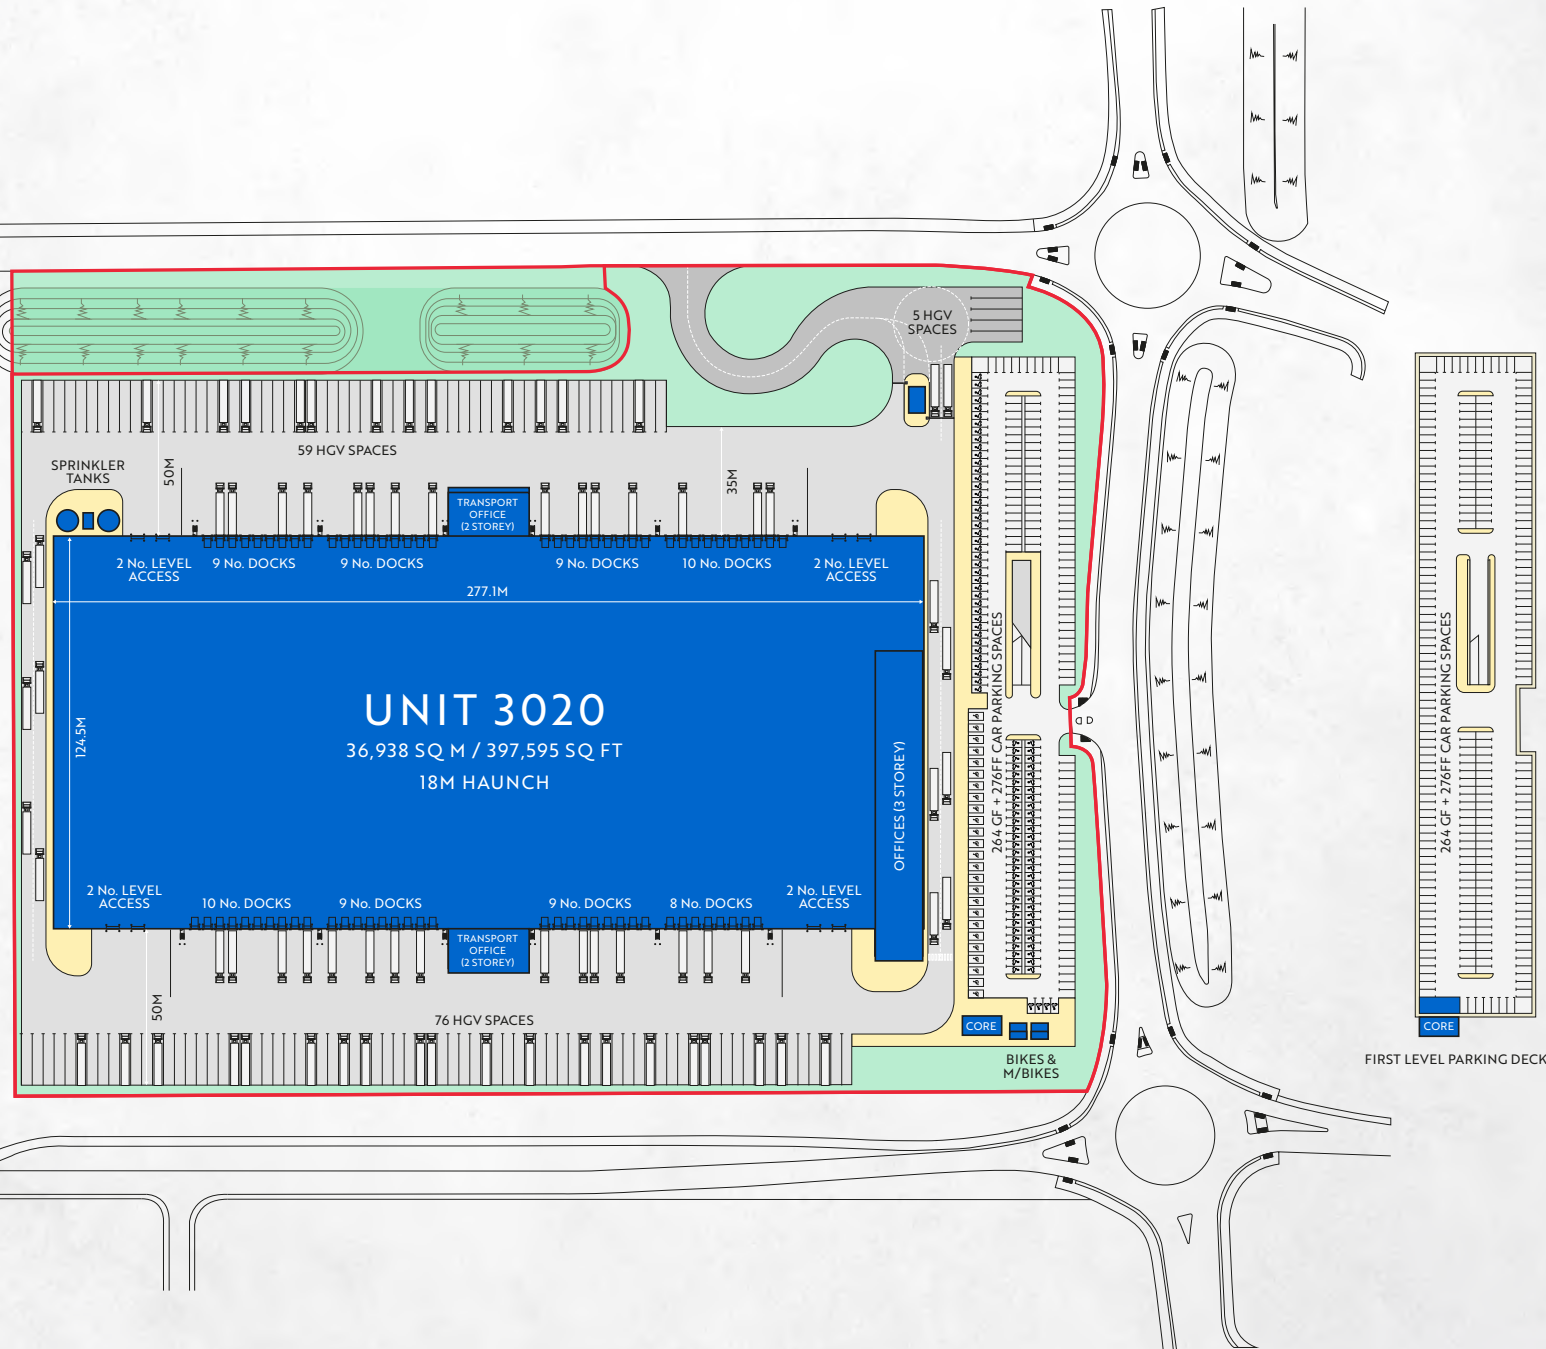 5 HGV
SPACES
59 HGV SPACES
SPRINKLER
TANKS
50M
35M
TRANSPORT
OFFICE
(2 STOREY)
2 No. LEVEL
ACCESS
9 No. DOCKS
9 No. DOCKS
9 No. DOCKS
10 No. DOCKS
2 No. LEVEL
ACCESS
277.1M
124.5M
UNIT 3020
36,938 SQ M / 397,595 SQ FT
18M HAUNCH
OFFICES (3 STOREY)
264 GF + 276FF CAR PARKING SPACES
264 GF + 276FF CAR PARKING SPACES
2 No. LEVEL
ACCESS
10 No. DOCKS
9 No. DOCKS
9 No. DOCKS
8 No. DOCKS
2 No. LEVEL
ACCESS
TRANSPORT
OFFICE
(2 STOREY)
50M
76 HGV SPACES
CORE
BIKES &
M/BIKES
CORE
FIRST LEVEL PARKING DECK